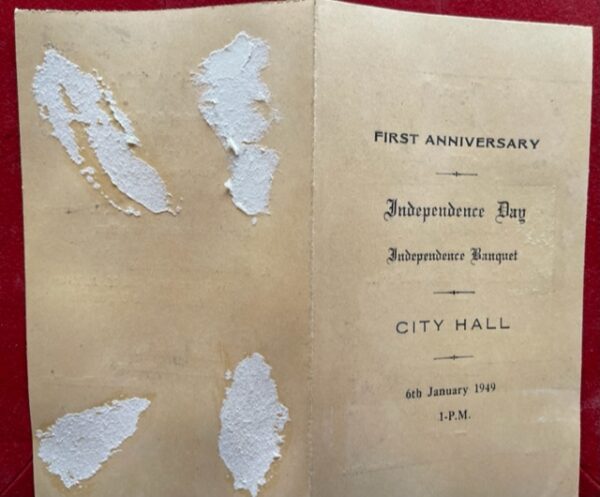 FIRST ANNIVERSARY
Independence Day
Independence Banquet
CITY HALL
6th January 1949
1-P.M.